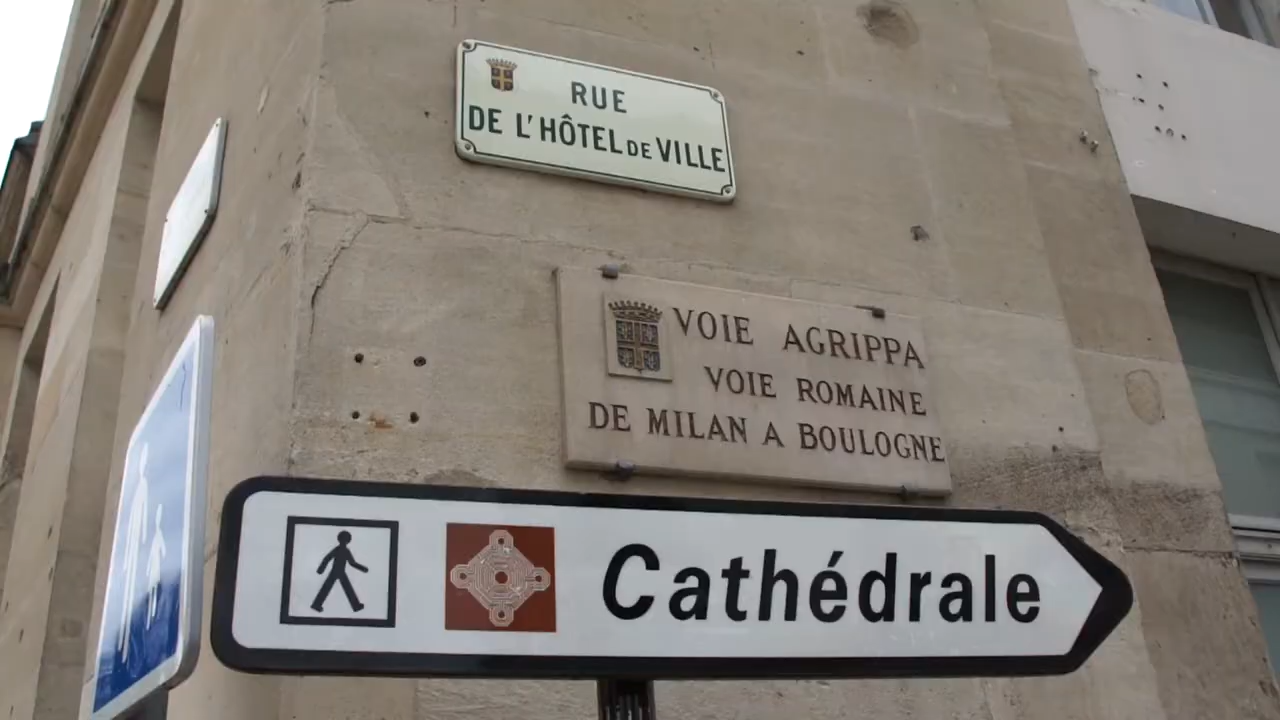 RUE
DE L'HÔTEL DE VILLE
VOIE AGRIPPA
VOIE ROMAINE
DE MILAN A BOULOGNE
Cathédrale